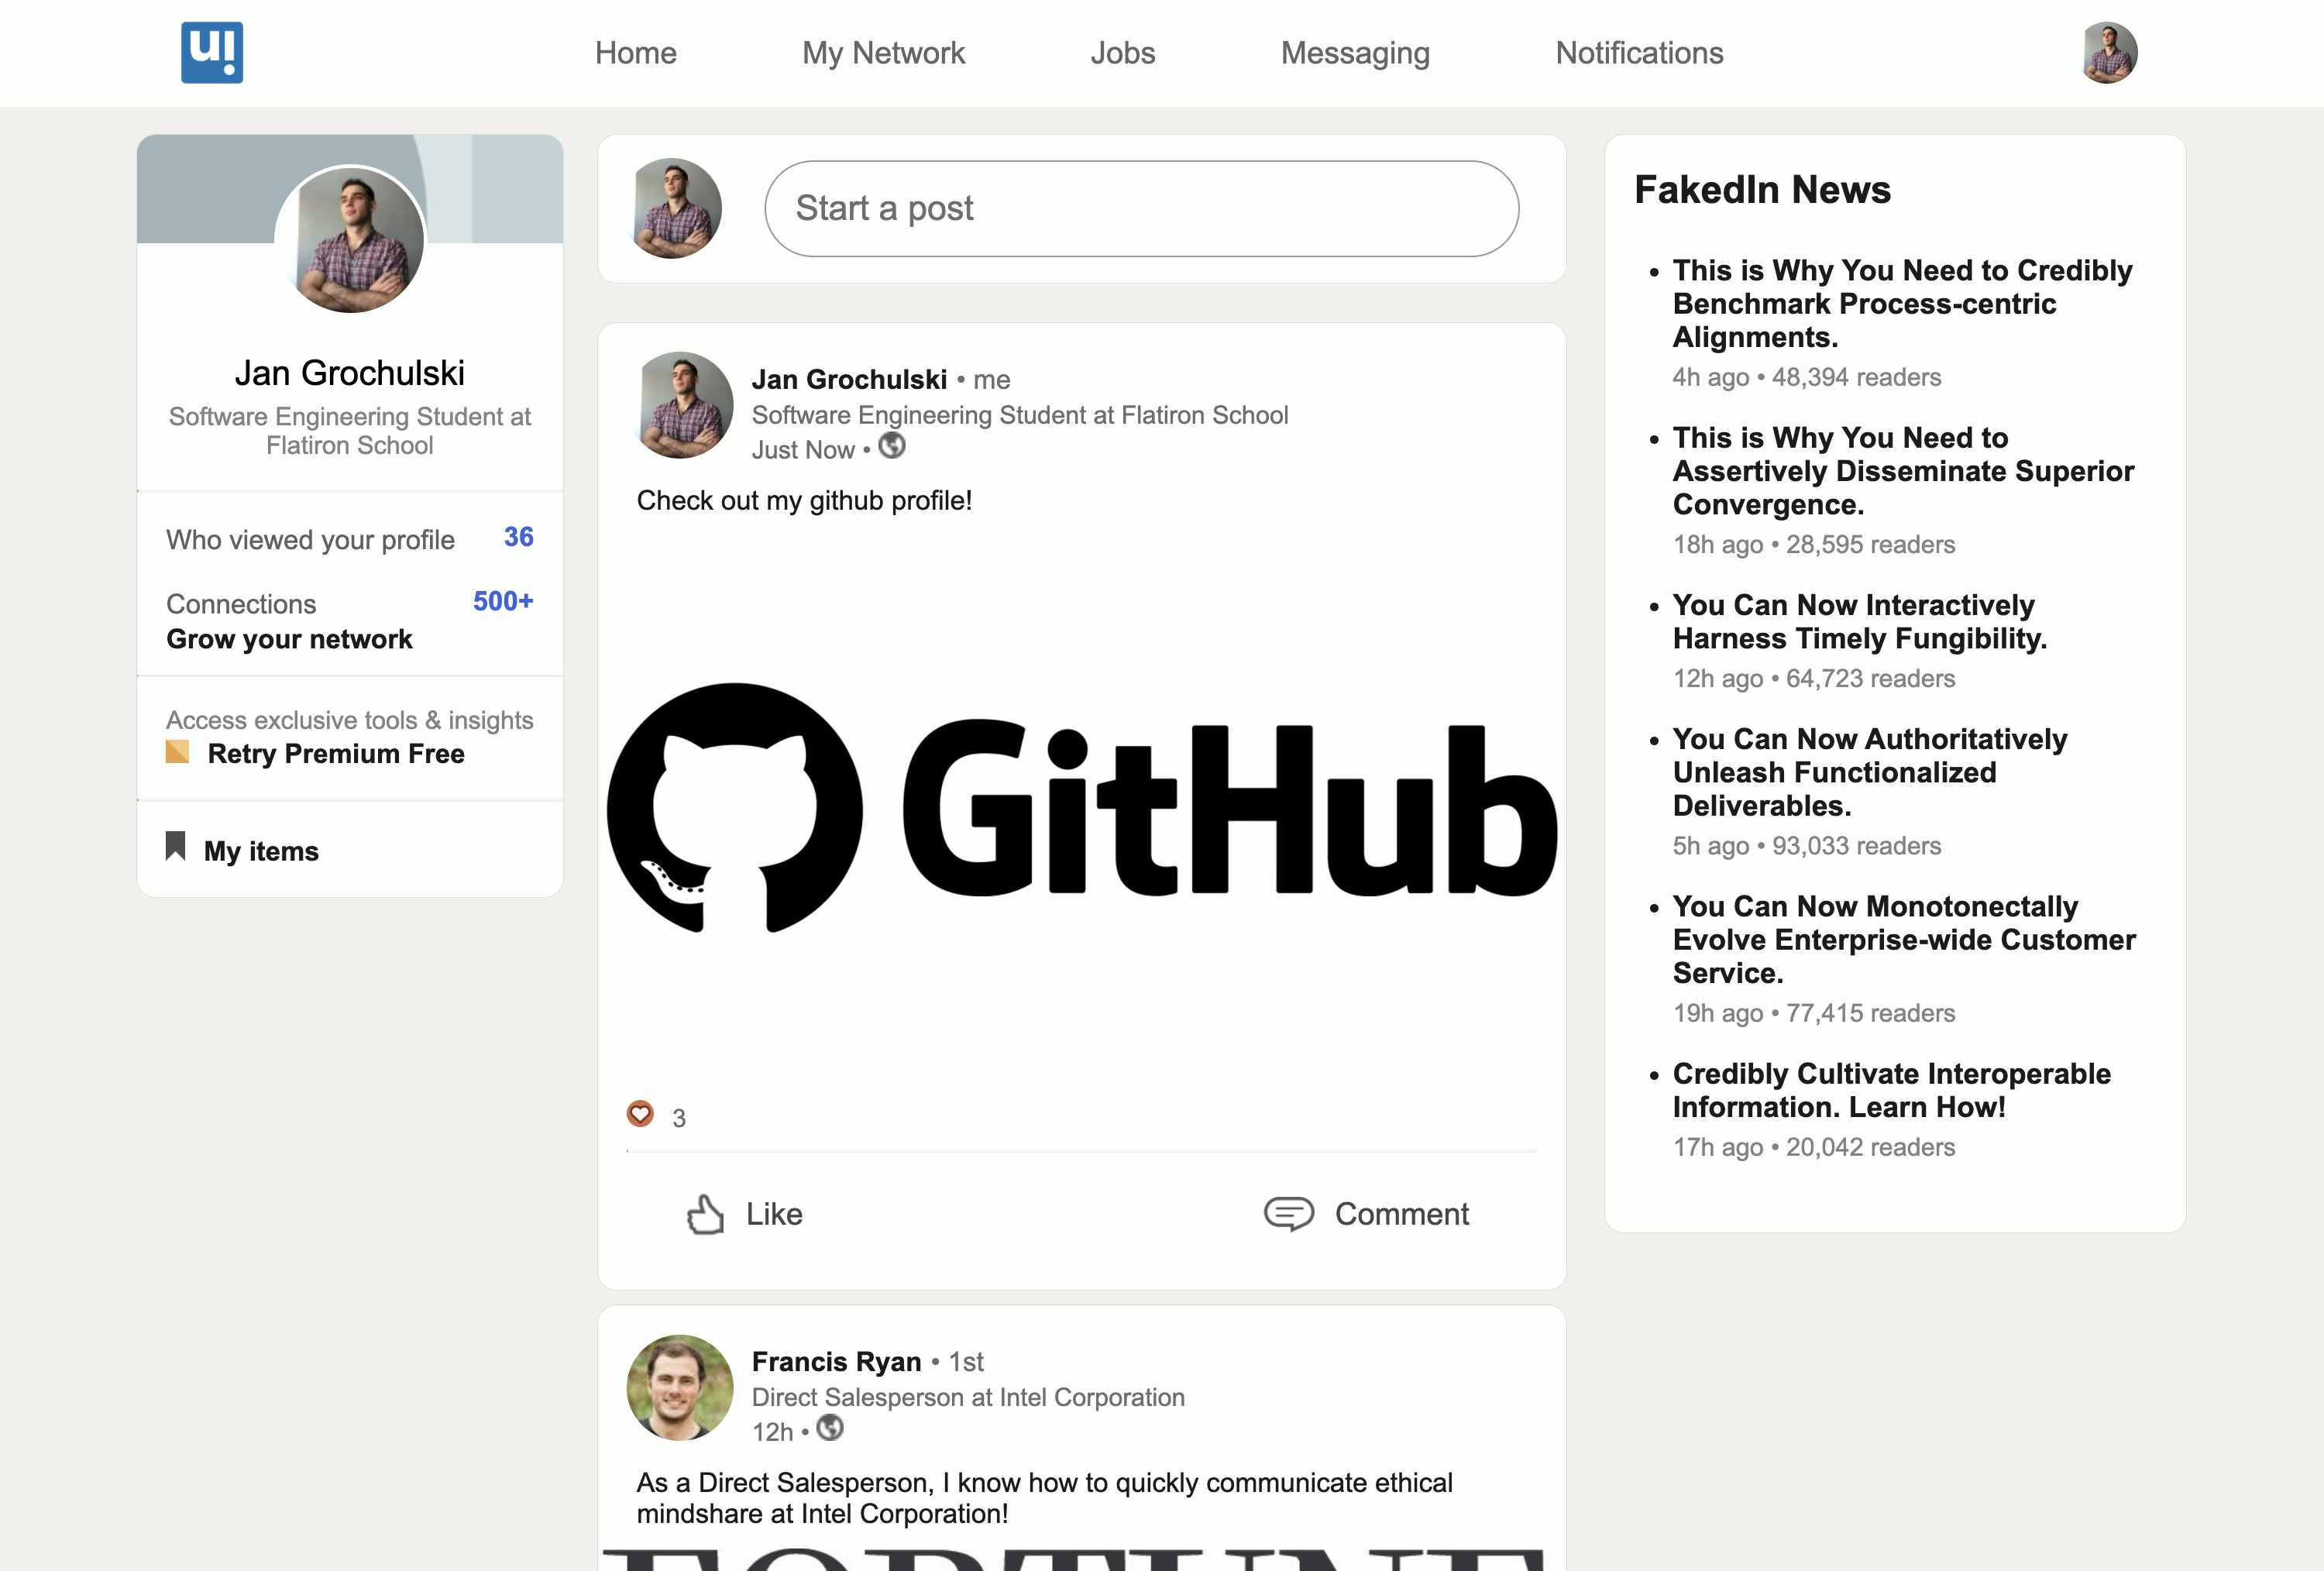 Home
My Network
Jobs
Messaging
Notifications
Jan Grochulski
Software Engineering Student at
Flatiron School
Who viewed your profile 36
Connections 500+
Grow your network
Access exclusive tools & insights
Retry Premium Free
My items
Start a post
Jan Grochulski • me
Software Engineering Student at Flatiron School
Just Now •
Check out my github profile!
GitHub
3
Like
Comment
Francis Ryan • 1st
Direct Salesperson at Intel Corporation
12h •
As a Direct Salesperson, I know how to quickly communicate ethical
mindshare at Intel Corporation!
FakedIn News
• This is Why You Need to Credibly
Benchmark Process-centric
Alignments.
4h ago • 48,394 readers
• This is Why You Need to
Assertively Disseminate Superior
Convergence.
18h ago • 28,595 readers
• You Can Now Interactively
Harness Timely Fungibility.
12h ago • 64,723 readers
• You Can Now Authoritatively
Unleash Functionalized
Deliverables.
5h ago • 93,033 readers
• You Can Now Monotonectally
Evolve Enterprise-wide Customer
Service.
19h ago • 77,415 readers
• Credibly Cultivate Interoperable
Information. Learn How!
17h ago • 20,042 readers